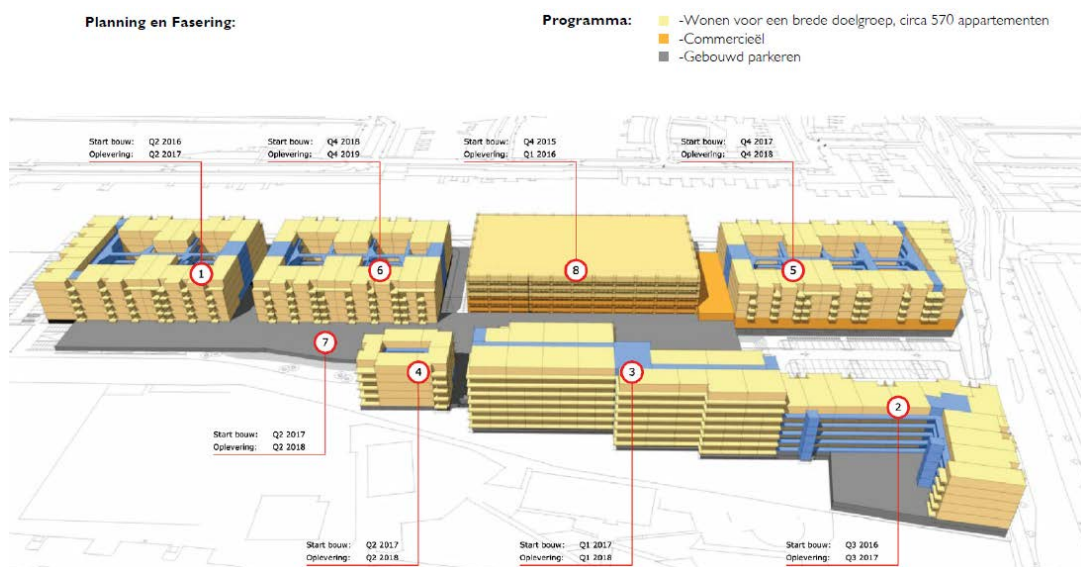 Planning en Fasering:
Programma:
-Wonen voor een brede doelgroep, circa 570 appartementen
-Commercieël
-Gebouwd parkeren
Start bouw: Q2 2016
Oplevering: Q2 2017
Start bouw: Q4 2018
Oplevering: Q4 2019
Start bouw: Q4 2015
Oplevering: Q1 2016
Start bouw: Q4 2017
Oplevering: Q4 2018
1
6
8
5
7
4
3
2
Start bouw: Q2 2017
Oplevering: Q2 2018
Start bouw: Q2 2017
Oplevering: Q2 2018
Start bouw: Q1 2017
Oplevering: Q1 2018
Start bouw: Q3 2016
Oplevering: Q3 2017